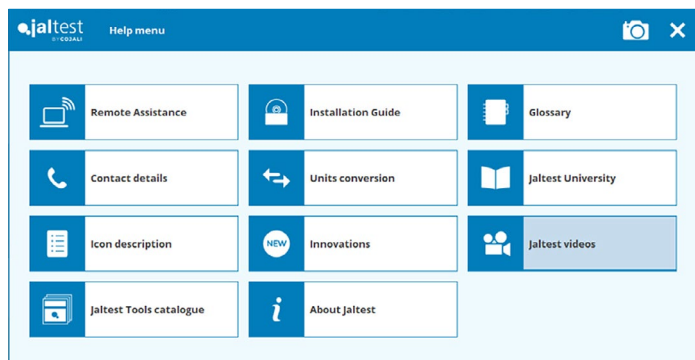 jaltest
BY COJALI
Help menu
Remote Assistance
Installation Guide
Glossary
Contact details
Units conversion
Jaltest University
Icon description
NEW
Innovations
Jaltest videos
Jaltest Tools catalogue
i
About Jaltest